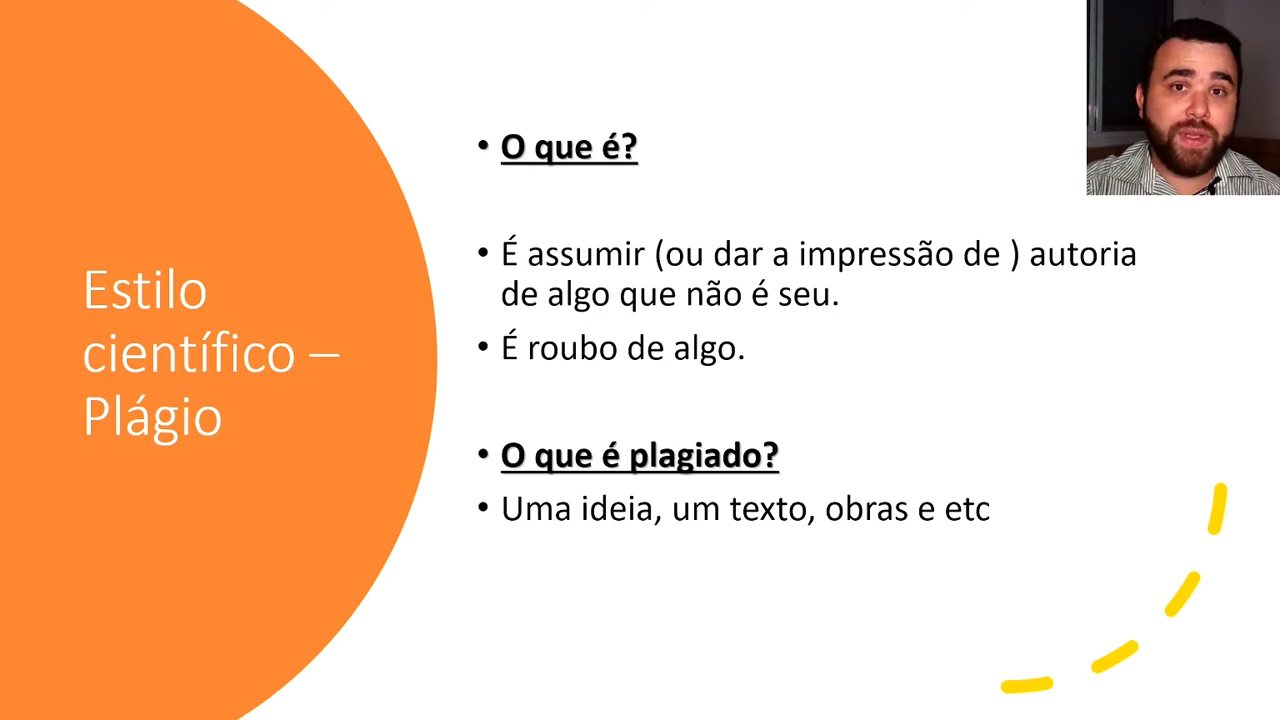 Estilo
científico –
Plágio
• O que é?
• É assumir (ou dar a impressão de ) autoria
de algo que não é seu.
• É roubo de algo.
• O que é plagiado?
• Uma ideia, um texto, obras e etc